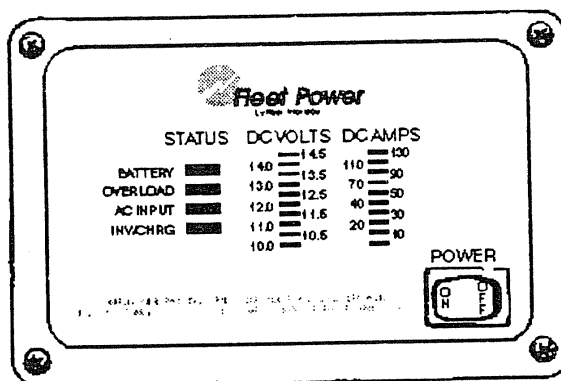 Fleet Power
STATUS DC VOLTS DC AMPS
14.5 130
14.0 110
BATTERY 13.5 90
13.0 70
OVERLOAD 12.5 50
AC INPUT 12.0 40
11.5 30
INV/CHRG 11.0 20
10.5 10
10.0
POWER
ON OFF